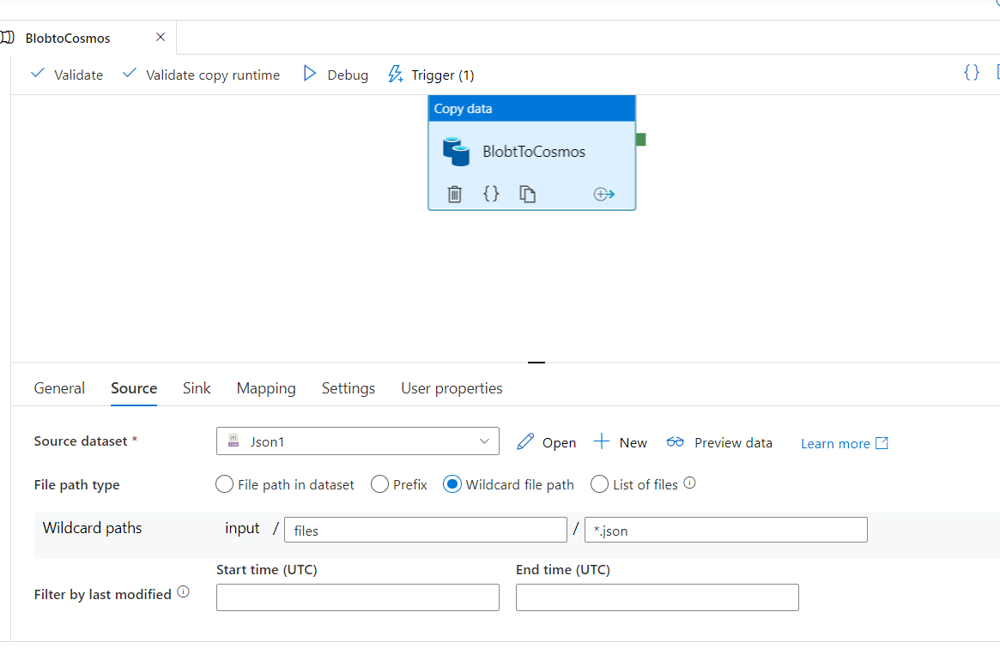 BlobtoCosmos
Validate Validate copy runtime Debug Trigger (1) {}
Copy data
BlobtToCosmos
{}
General Source Sink Mapping Settings User properties
Source dataset * Json1 Open New Preview data Learn more
File path type File path in dataset Prefix Wildcard file path List of files
Wildcard paths input / files / *.json
Start time (UTC) End time (UTC)
Filter by last modified